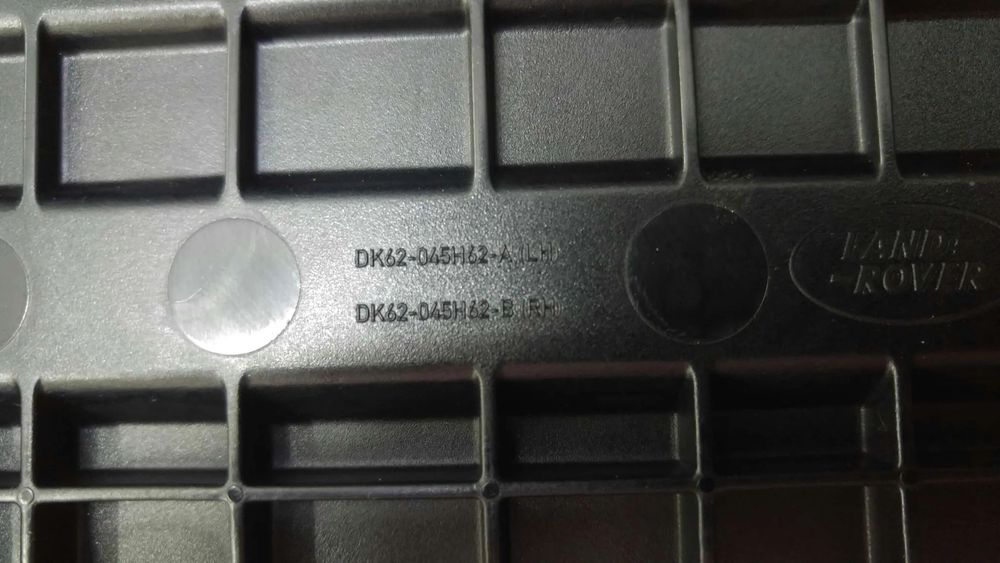 DK62-045H62-A (LH)
DK62-045H62-B (RH)
LAND
ROVER